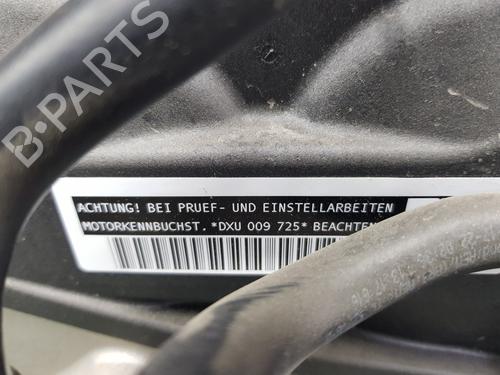 B-PARTS
ACHTUNG! BEI PRUEF- UND EINSTELLARBEITEN
MOTORKENNBUCHST. *DXU 009 725* BEACHTEN